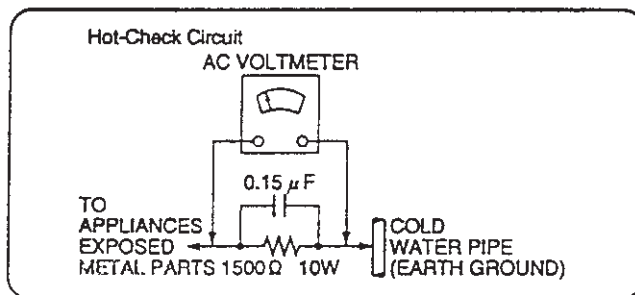 Hot-Check Circuit
AC VOLTMETER
0.15 μF
TO
APPLIANCES
EXPOSED
METAL PARTS 1500Ω 10W
COLD
WATER PIPE
(EARTH GROUND)